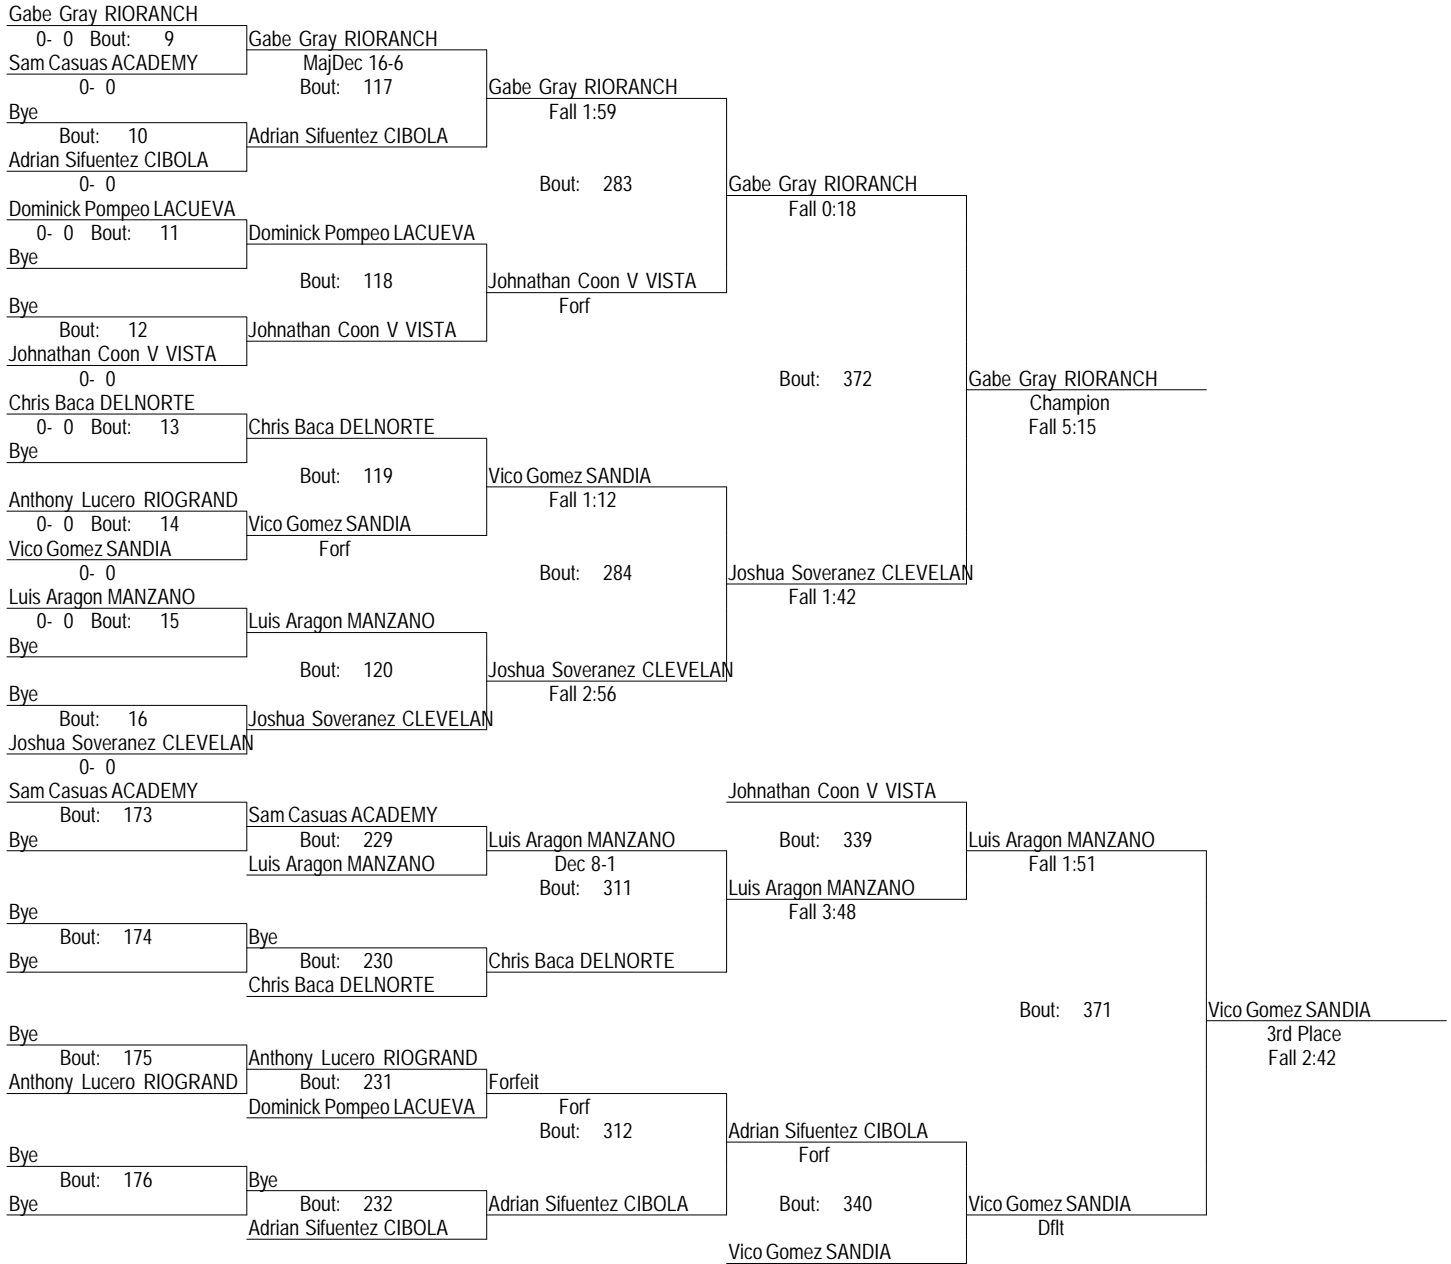 Gabe Gray RIORANCH
0- 0 Bout: 9 Gabe Gray RIORANCH
Sam Casuas ACADEMY MajDec 16-6
0- 0 Bout: 117 Gabe Gray RIORANCH
Bye Fall 1:59
Bout: 10 Adrian Sifuentez CIBOLA
Adrian Sifuentez CIBOLA
0- 0 Bout: 283 Gabe Gray RIORANCH
Dominick Pompeo LACUEVA Fall 0:18
0- 0 Bout: 11 Dominick Pompeo LACUEVA
Bye
Bout: 118 Johnathan Coon V VISTA
Bye Forf
Bout: 12 Johnathan Coon V VISTA
Johnathan Coon V VISTA
0- 0 Bout: 372 Gabe Gray RIORANCH
Chris Baca DELNORTE Champion
0- 0 Bout: 13 Chris Baca DELNORTE Fall 5:15
Bye
Bout: 119 Vico Gomez SANDIA
Anthony Lucero RIOGRAND Fall 1:12
0- 0 Bout: 14 Vico Gomez SANDIA
Vico Gomez SANDIA Forf
0- 0 Bout: 284 Joshua Soveranez CLEVELAN
Luis Aragon MANZANO Fall 1:42
0- 0 Bout: 15 Luis Aragon MANZANO
Bye
Bout: 120 Joshua Soveranez CLEVELAN
Bye Fall 2:56
Bout: 16 Joshua Soveranez CLEVELAN
Joshua Soveranez CLEVELAN
0- 0
Sam Casuas ACADEMY Johnathan Coon V VISTA
Bout: 173 Sam Casuas ACADEMY
Bye Bout: 229 Luis Aragon MANZANO Bout: 339 Luis Aragon MANZANO
Luis Aragon MANZANO Dec 8-1 Fall 1:51
Bout: 311 Luis Aragon MANZANO
Bye Fall 3:48
Bout: 174 Bye
Bye Bout: 230 Chris Baca DELNORTE
Chris Baca DELNORTE
Bout: 371 Vico Gomez SANDIA
Bye 3rd Place
Bout: 175 Anthony Lucero RIOGRAND Fall 2:42
Anthony Lucero RIOGRAND Bout: 231 Forfeit
Dominick Pompeo LACUEVA Forf
Bout: 312 Adrian Sifuentez CIBOLA
Bye Forf
Bout: 176 Bye
Bye Bout: 232 Adrian Sifuentez CIBOLA Bout: 340 Vico Gomez SANDIA
Adrian Sifuentez CIBOLA Dflt
Vico Gomez SANDIA